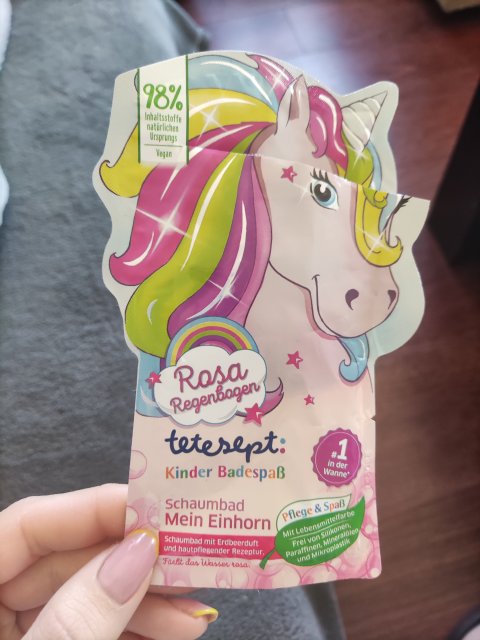 98%
Inhaltsstoffe
natürlichen
Ursprungs
Vegan
Rosa
Regenbogen
tetesept:
Kinder Badespaß
#1
in der
Wanne*
Schaumbad
Mein Einhorn
Schaumbad mit Erdbeerduft
und hautpflegender Rezeptur.
Färbt das Wasser rosa.
Pflege & Spaß
Mit Lebensmittelfarbe
Frei von Silikonen,
Paraffinen, Mineralölen
und Mikroplastik